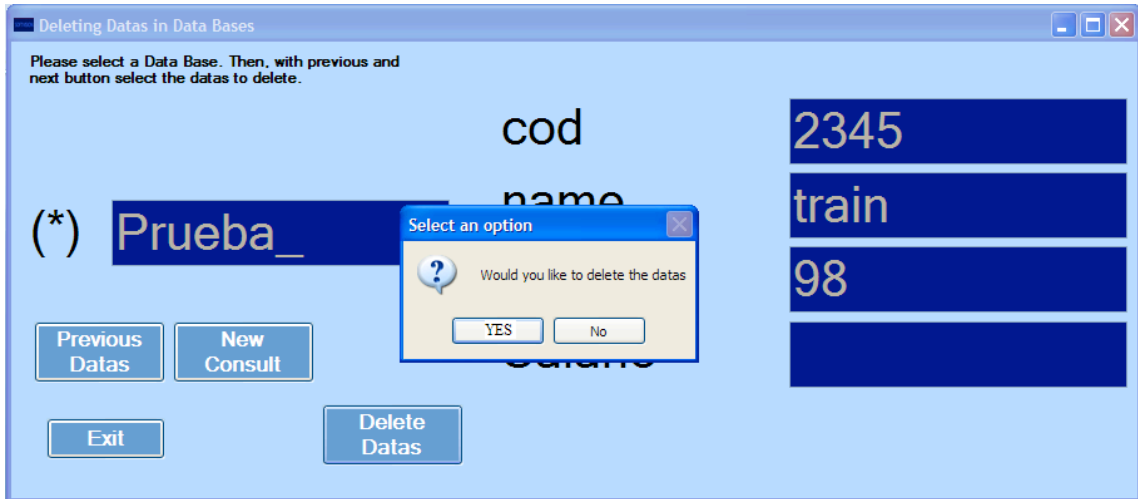 Deleting Datas in Data Bases
Please select a Data Base. Then, with previous and
next button select the datas to delete.
cod
2345
name
train
(*)
Prueba_
Select an option
Would you like to delete the datas
YES
No
98
Previous
Datas
New
Consult
Exit
Delete
Datas